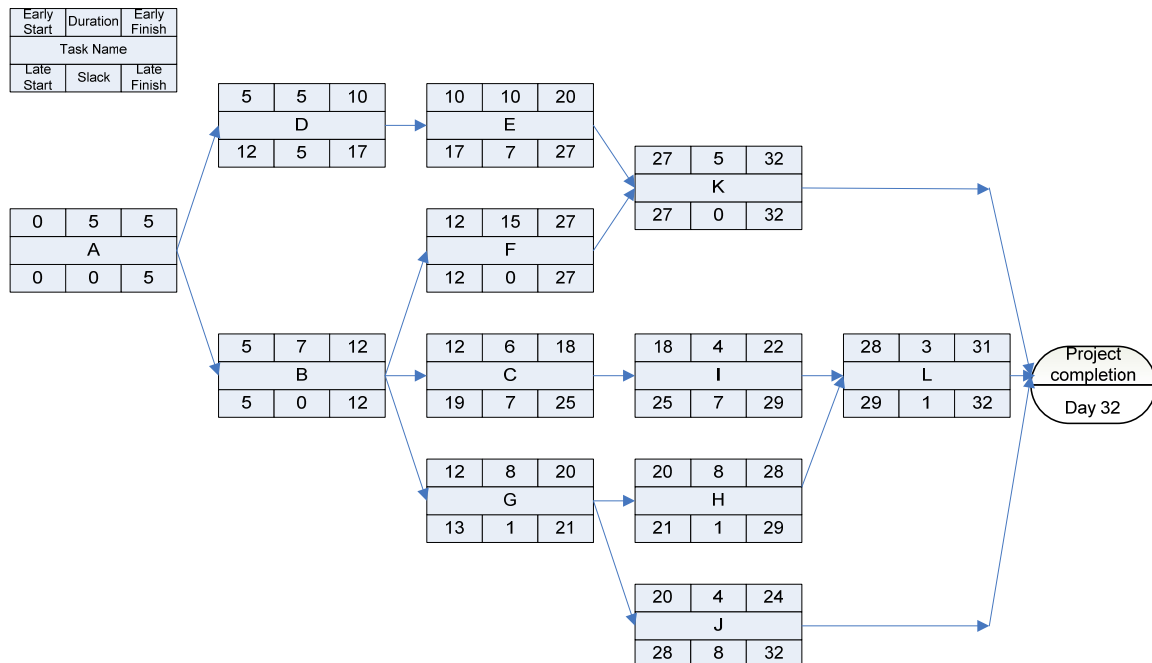 Early Start Duration Early Finish
Task Name
Late Start Slack Late Finish
5 5 10
D
12 5 17
10 10 20
E
17 7 27
27 5 32
K
27 0 32
0 5 5
A
0 0 5
12 15 27
F
12 0 27
5 7 12
B
5 0 12
12 6 18
C
19 7 25
18 4 22
I
25 7 29
28 3 31
L
29 1 32
Project
completion
Day 32
12 8 20
G
13 1 21
20 8 28
H
21 1 29
20 4 24
J
28 8 32